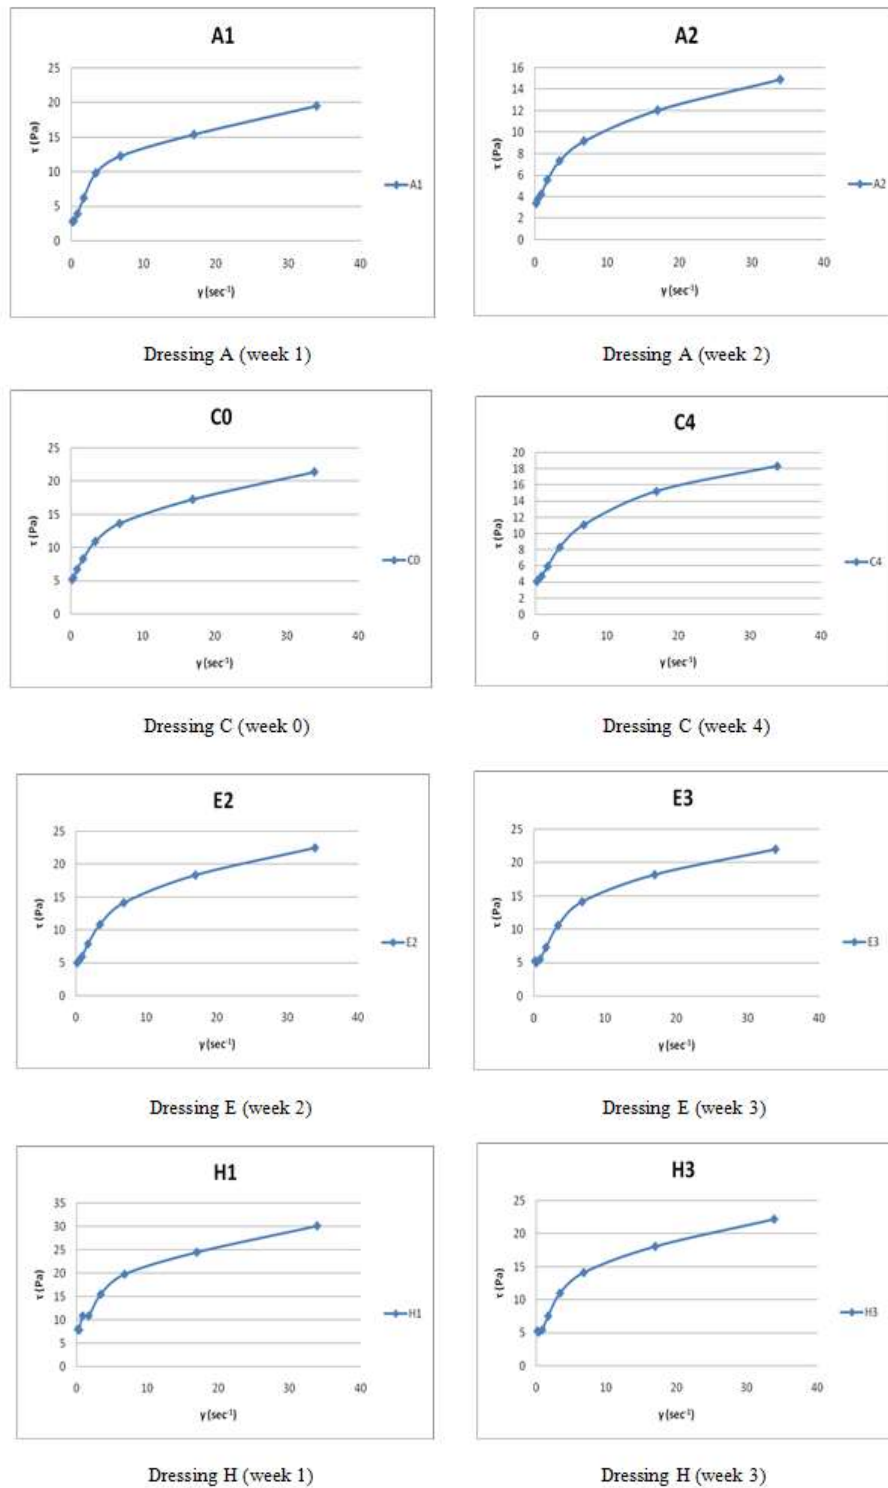 A1
25
20
15
10
5
0
τ (Pa)
0 10 20 30 40
γ (sec⁻¹)
A1
Dressing A (week 1)
A2
16
14
12
10
8
6
4
2
0
τ (Pa)
0 10 20 30 40
γ (sec⁻¹)
A2
Dressing A (week 2)
C0
25
20
15
10
5
0
τ (Pa)
0 10 20 30 40
γ (sec⁻¹)
C0
Dressing C (week 0)
C4
20
18
16
14
12
10
8
6
4
2
0
τ (Pa)
0 10 20 30 40
γ (sec⁻¹)
C4
Dressing C (week 4)
E2
25
20
15
10
5
0
τ (Pa)
0 10 20 30 40
γ (sec⁻¹)
E2
Dressing E (week 2)
E3
25
20
15
10
5
0
τ (Pa)
0 10 20 30 40
γ (sec⁻¹)
E3
Dressing E (week 3)
H1
35
30
25
20
15
10
5
0
τ (Pa)
0 10 20 30 40
γ (sec⁻¹)
H1
Dressing H (week 1)
H3
25
20
15
10
5
0
τ (Pa)
0 10 20 30 40
γ (sec⁻¹)
H3
Dressing H (week 3)